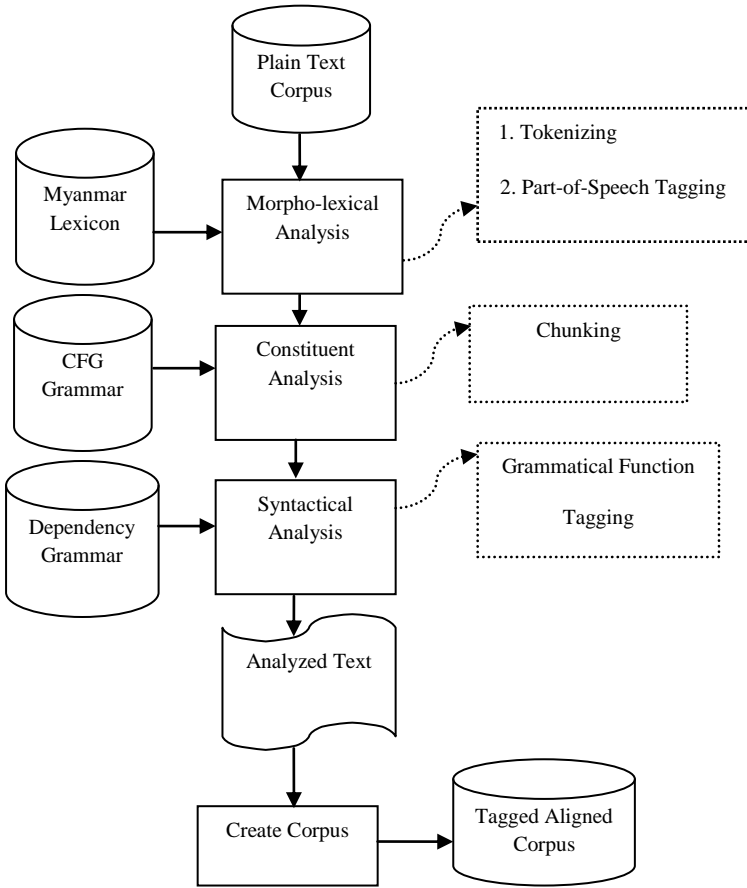 Plain Text
Corpus
1. Tokenizing
2. Part-of-Speech Tagging
Myanmar
Lexicon
Morpho-lexical
Analysis
CFG
Grammar
Constituent
Analysis
Chunking
Dependency
Grammar
Syntactical
Analysis
Grammatical Function
Tagging
Analyzed Text
Create Corpus
Tagged Aligned
Corpus